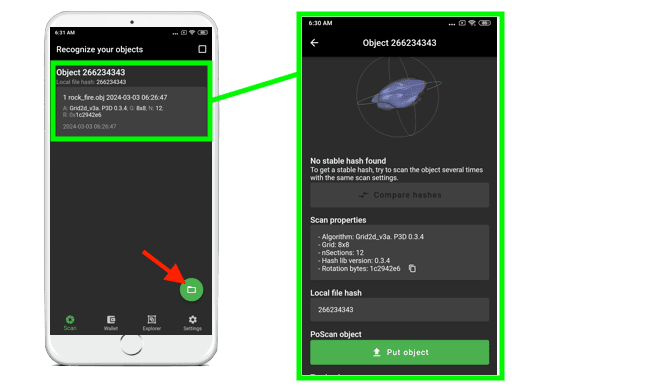 6:31 AM
Recognize your objects
Object 266234343
Local file hash: 266234343
1 rock_fire.obj 2024-03-03 06:26:47
A: Grid2d_v3a. P3D 0.3.4, G: 8x8, N: 12,
R: 0x1c2942e6
2024-03-03 06:26:47
Scan
Wallet
Explorer
Settings
6:30 AM
Object 266234343
No stable hash found
To get a stable hash, try to scan the object several times
with the same scan settings.
Compare hashes
Scan properties
- Algorithm: Grid2d_v3a. P3D 0.3.4
- Grid: 8x8
- nSections: 12
- Hash lib version: 0.3.4
- Rotation bytes: 1c2942e6
Local file hash
266234343
PoScan object
Put object